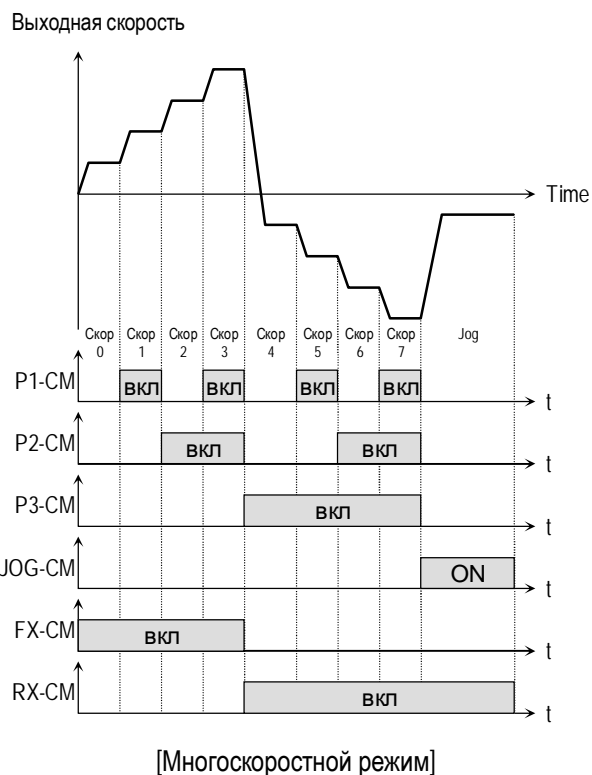 Выходная скорость
Time
Скор Скор Скор Скор Скор Скор Скор Скор Jog
0 1 2 3 4 5 6 7
P1-CM ВКЛ ВКЛ ВКЛ ВКЛ t
P2-CM ВКЛ ВКЛ t
P3-CM ВКЛ t
JOG-CM ON t
FX-CM ВКЛ t
RX-CM ВКЛ t
[Многоскоростной режим]